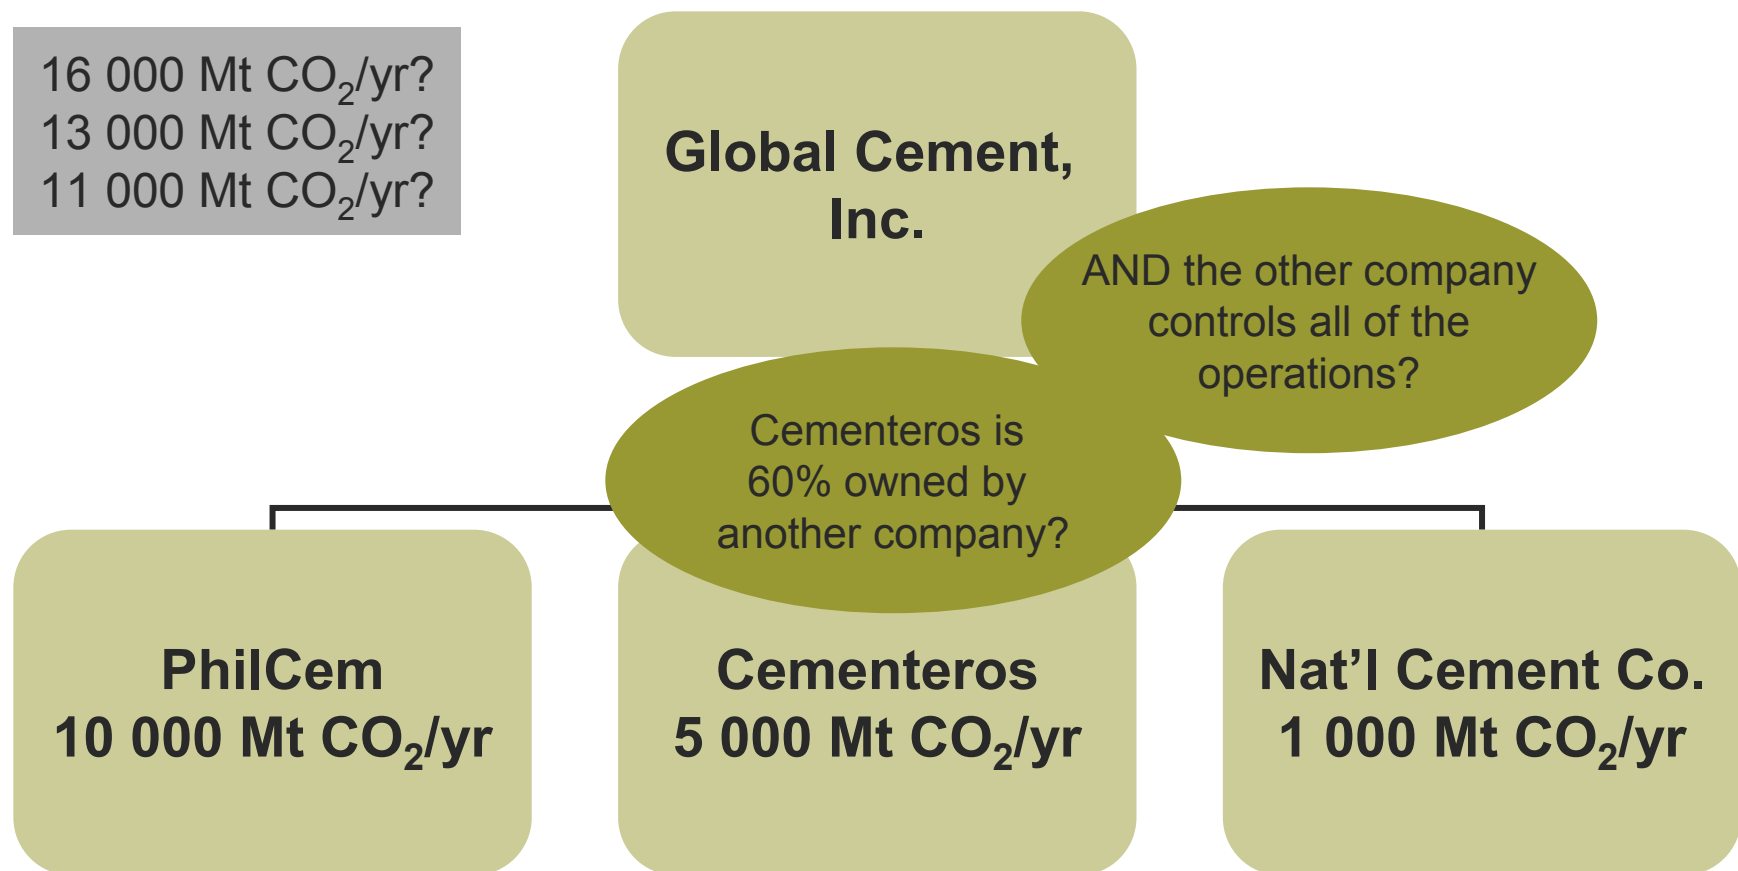 16 000 Mt CO₂/yr?
13 000 Mt CO₂/yr?
11 000 Mt CO₂/yr?
Global Cement,
Inc.
AND the other company
controls all of the
operations?
Cementeros is
60% owned by
another company?
PhilCem
10 000 Mt CO₂/yr
Cementeros
5 000 Mt CO₂/yr
Nat’l Cement Co.
1 000 Mt CO₂/yr